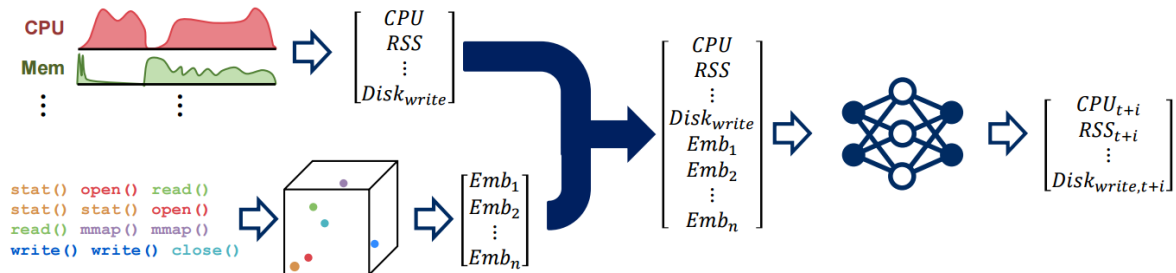 CPU
Mem
⋮ ⋮
CPU
RSS
⋮
Disk_write
stat() open() read()
stat() stat() open()
read() mmap() mmap()
write() write() close()
Emb_1
Emb_2
⋮
Emb_n
CPU
RSS
⋮
Disk_write
Emb_1
Emb_2
⋮
Emb_n
CPU_t+i
RSS_t+i
⋮
Disk_write,t+i